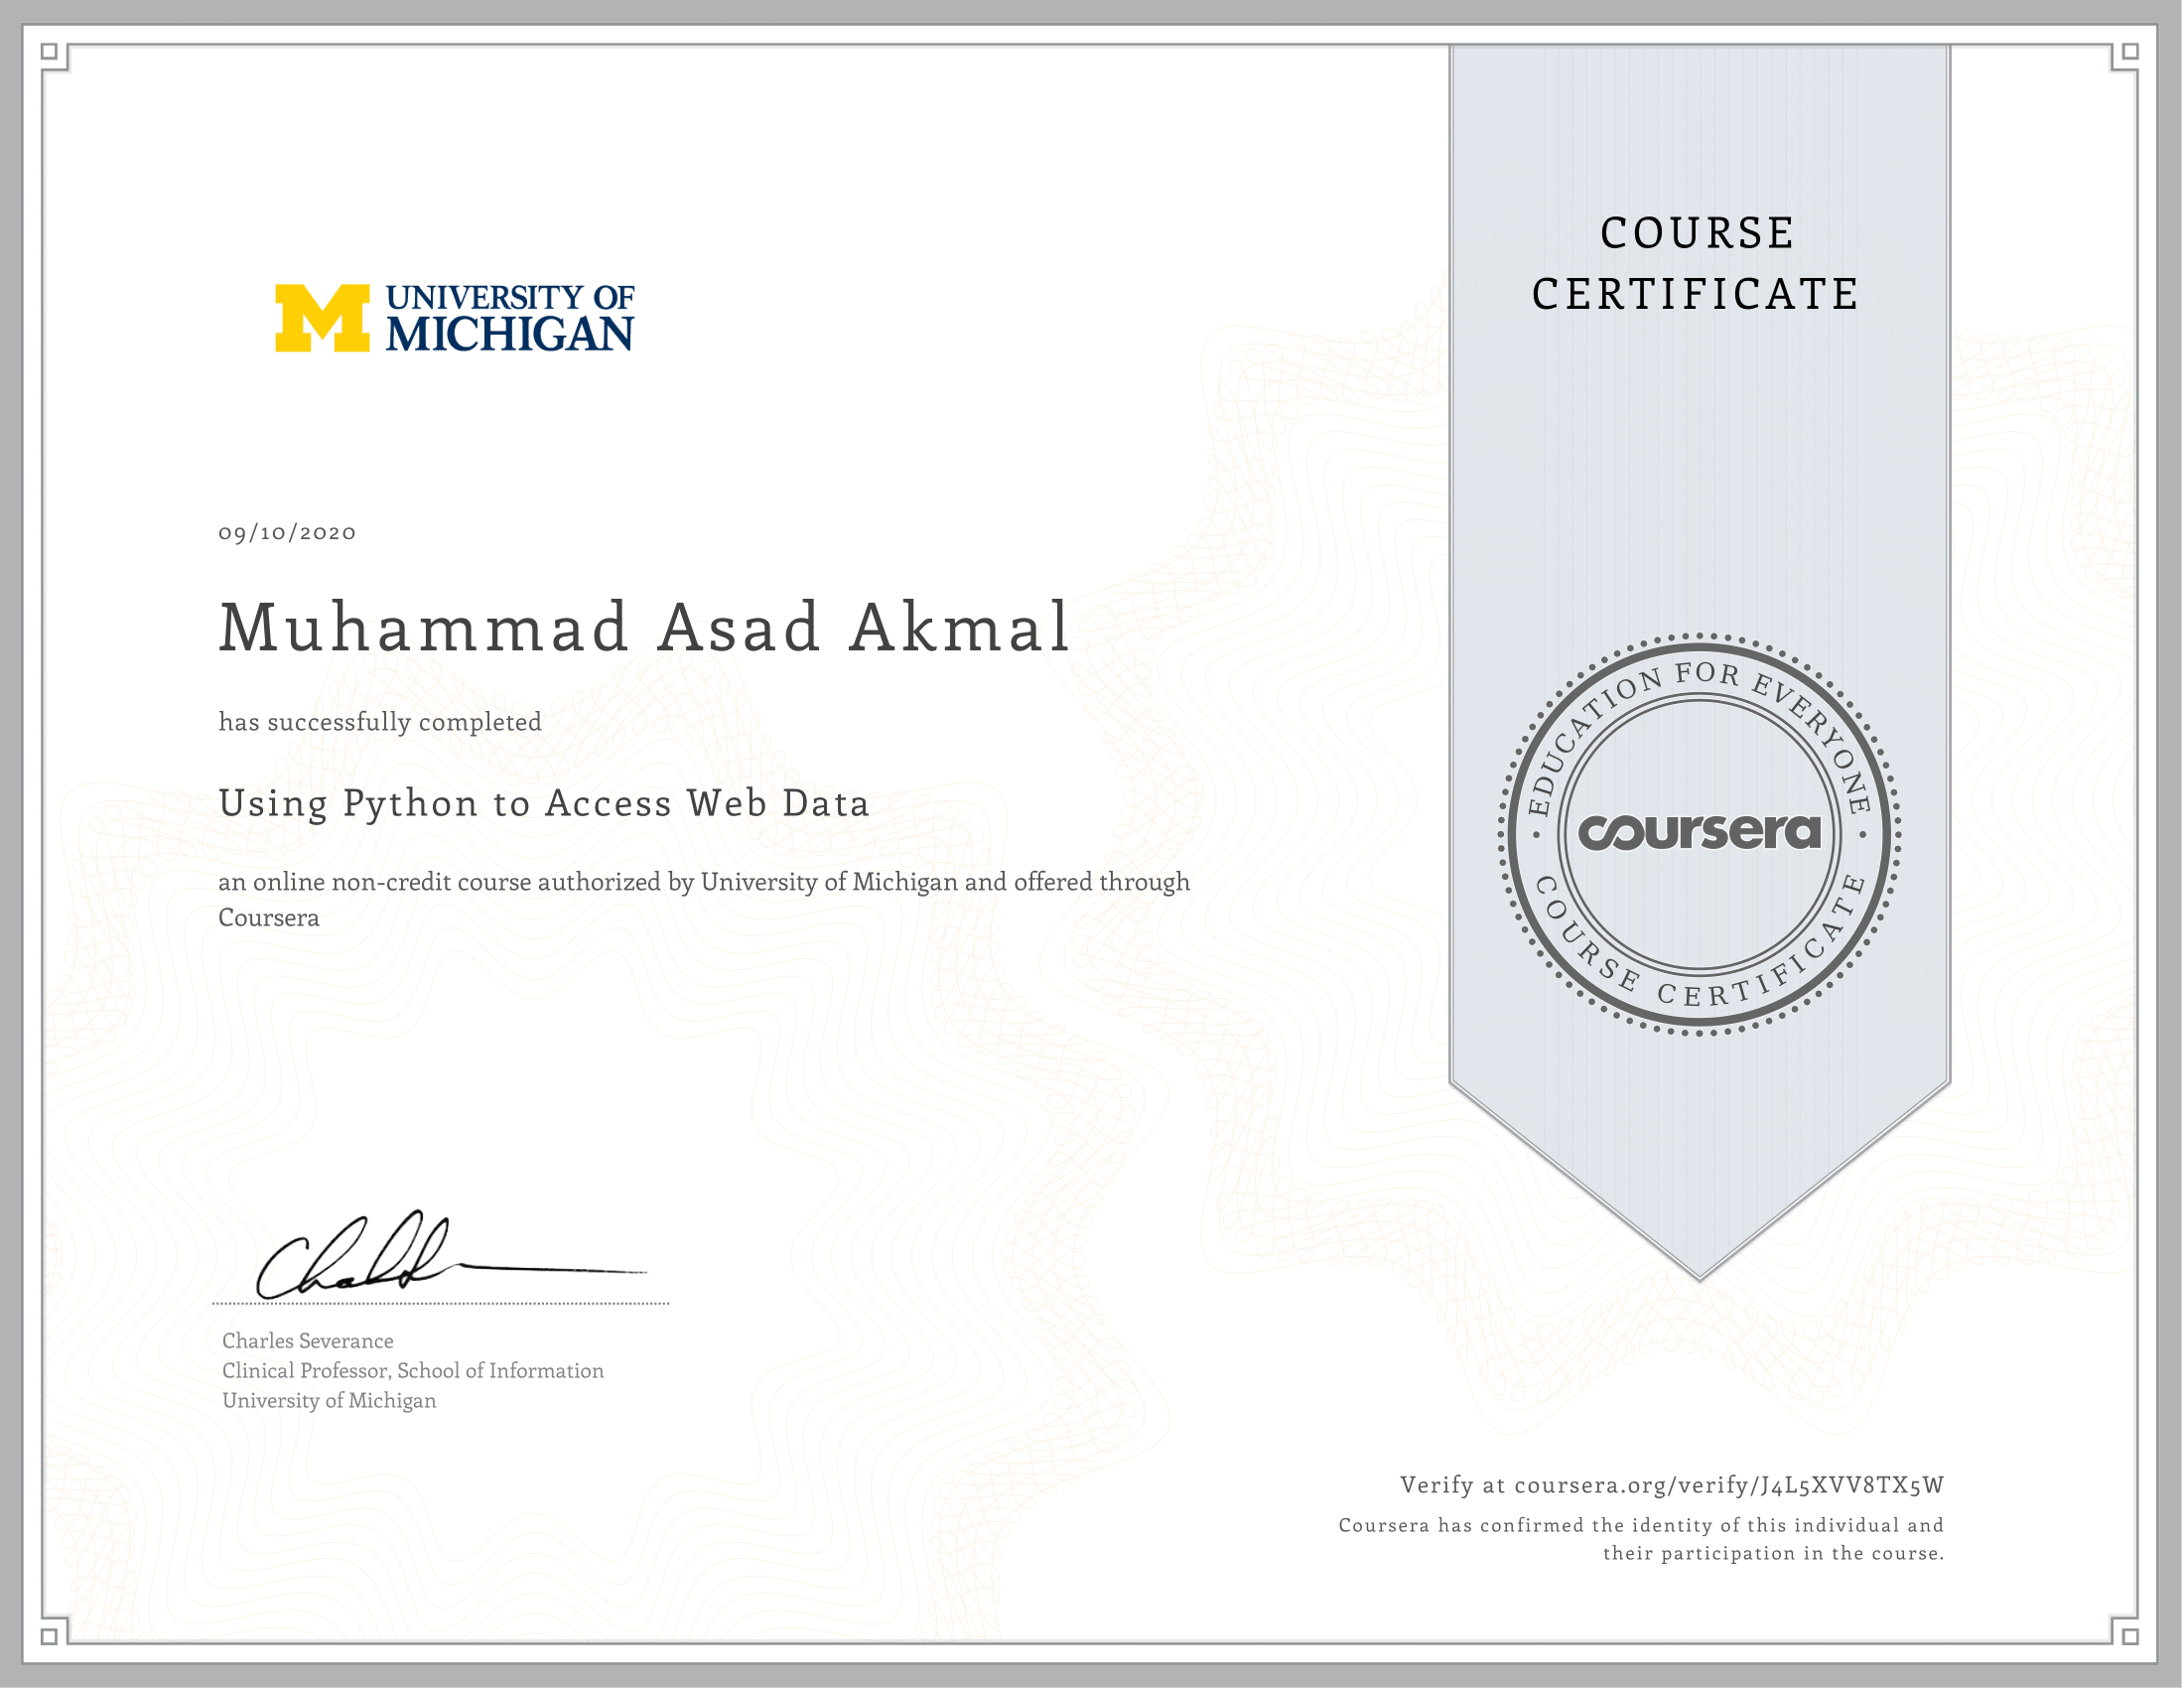 UNIVERSITY OF
MICHIGAN
COURSE
CERTIFICATE
09/10/2020
Muhammad Asad Akmal
has successfully completed
Using Python to Access Web Data
an online non-credit course authorized by University of Michigan and offered through
Coursera
EDUCATION FOR EVERYONE
coursera
COURSE CERTIFICATE
Charles Severance
Clinical Professor, School of Information
University of Michigan
Verify at coursera.org/verify/J4L5XVV8TX5W
Coursera has confirmed the identity of this individual and
their participation in the course.